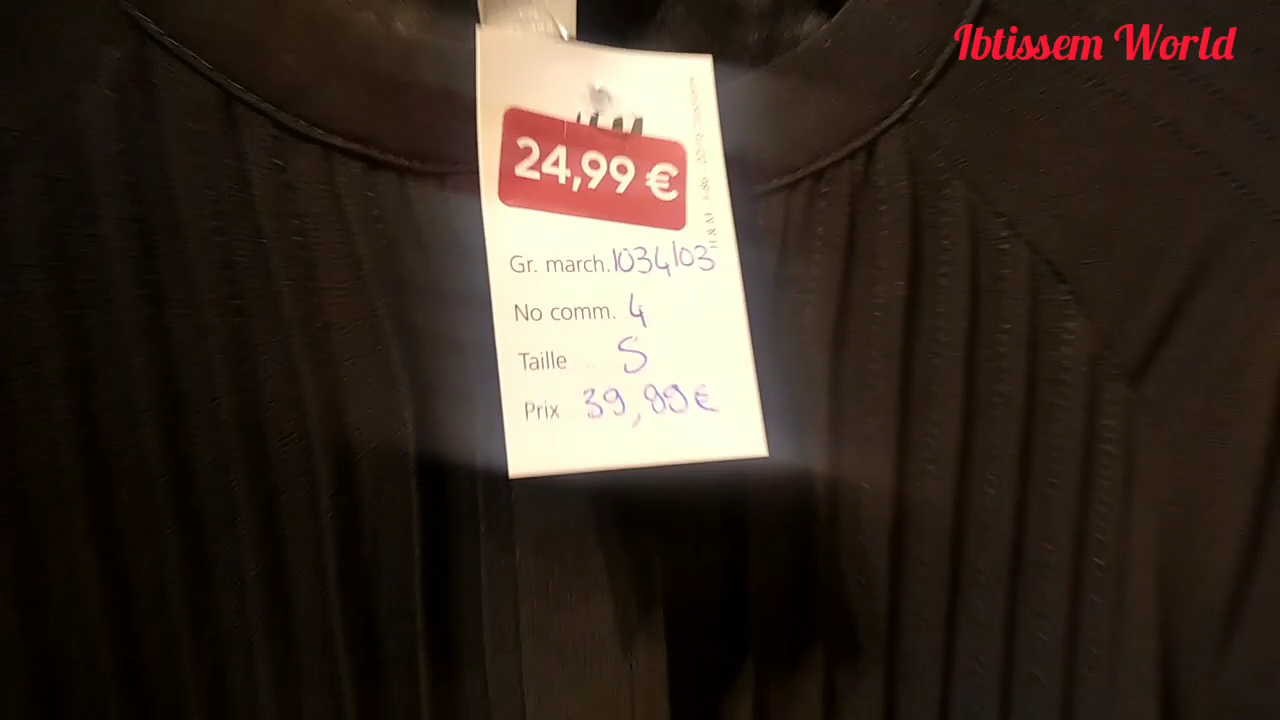 Ibtissem World
24,99 €
Gr. march. 1034103
No comm. 4
Taille S
Prix 39,99€
H & M